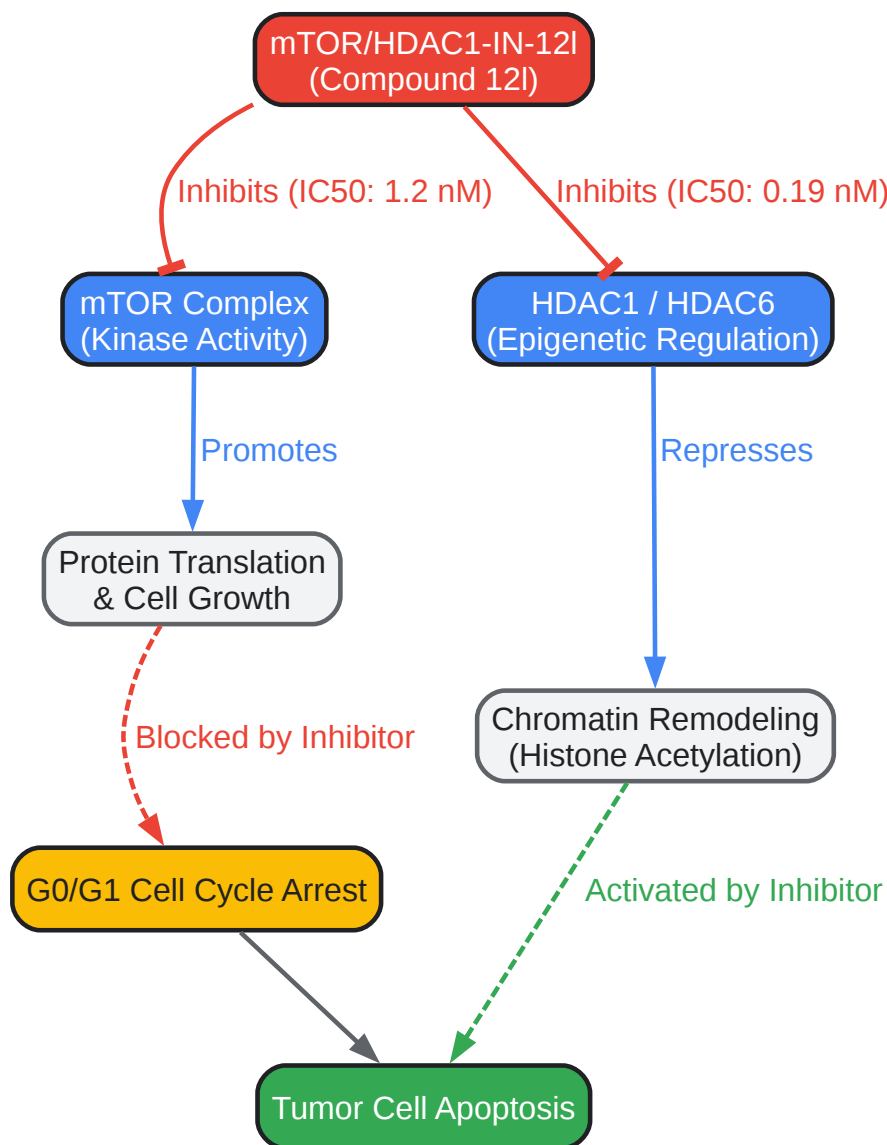 mTOR/HDAC1-IN-12l
(Compound 12l)
Inhibits (IC50: 1.2 nM)
Inhibits (IC50: 0.19 nM)
mTOR Complex
(Kinase Activity)
HDAC1 / HDAC6
(Epigenetic Regulation)
Promotes
Represses
Protein Translation
& Cell Growth
Chromatin Remodeling
(Histone Acetylation)
Blocked by Inhibitor
G0/G1 Cell Cycle Arrest
Activated by Inhibitor
Tumor Cell Apoptosis